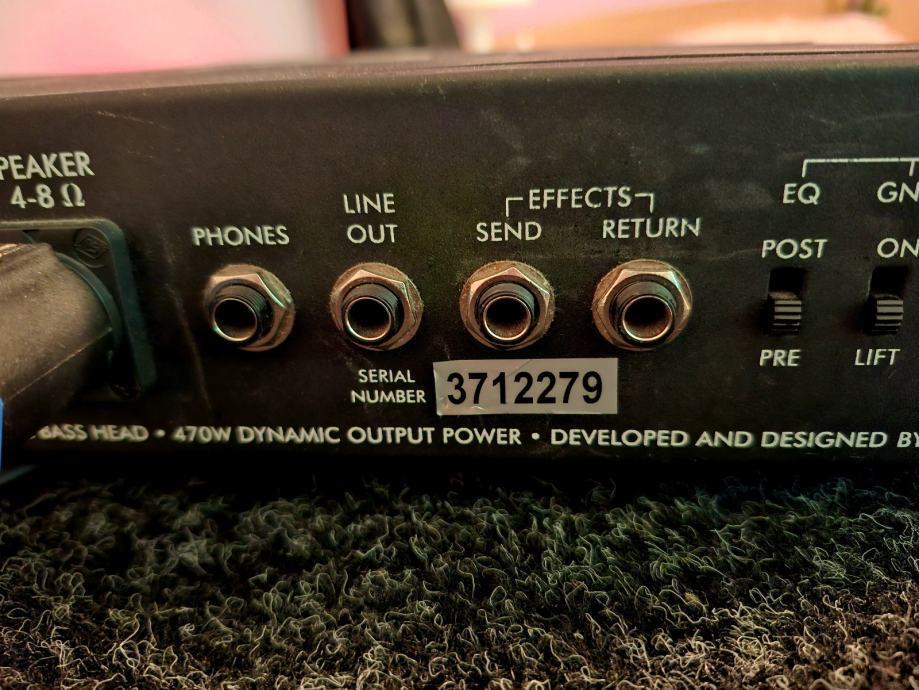 PEAKER
4-8 Ω
PHONES
LINE
OUT
EFFECTS
SEND RETURN
EQ GN
POST ON
PRE LIFT
SERIAL
NUMBER
3712279
BASS HEAD • 470W DYNAMIC OUTPUT POWER • DEVELOPED AND DESIGNED BY